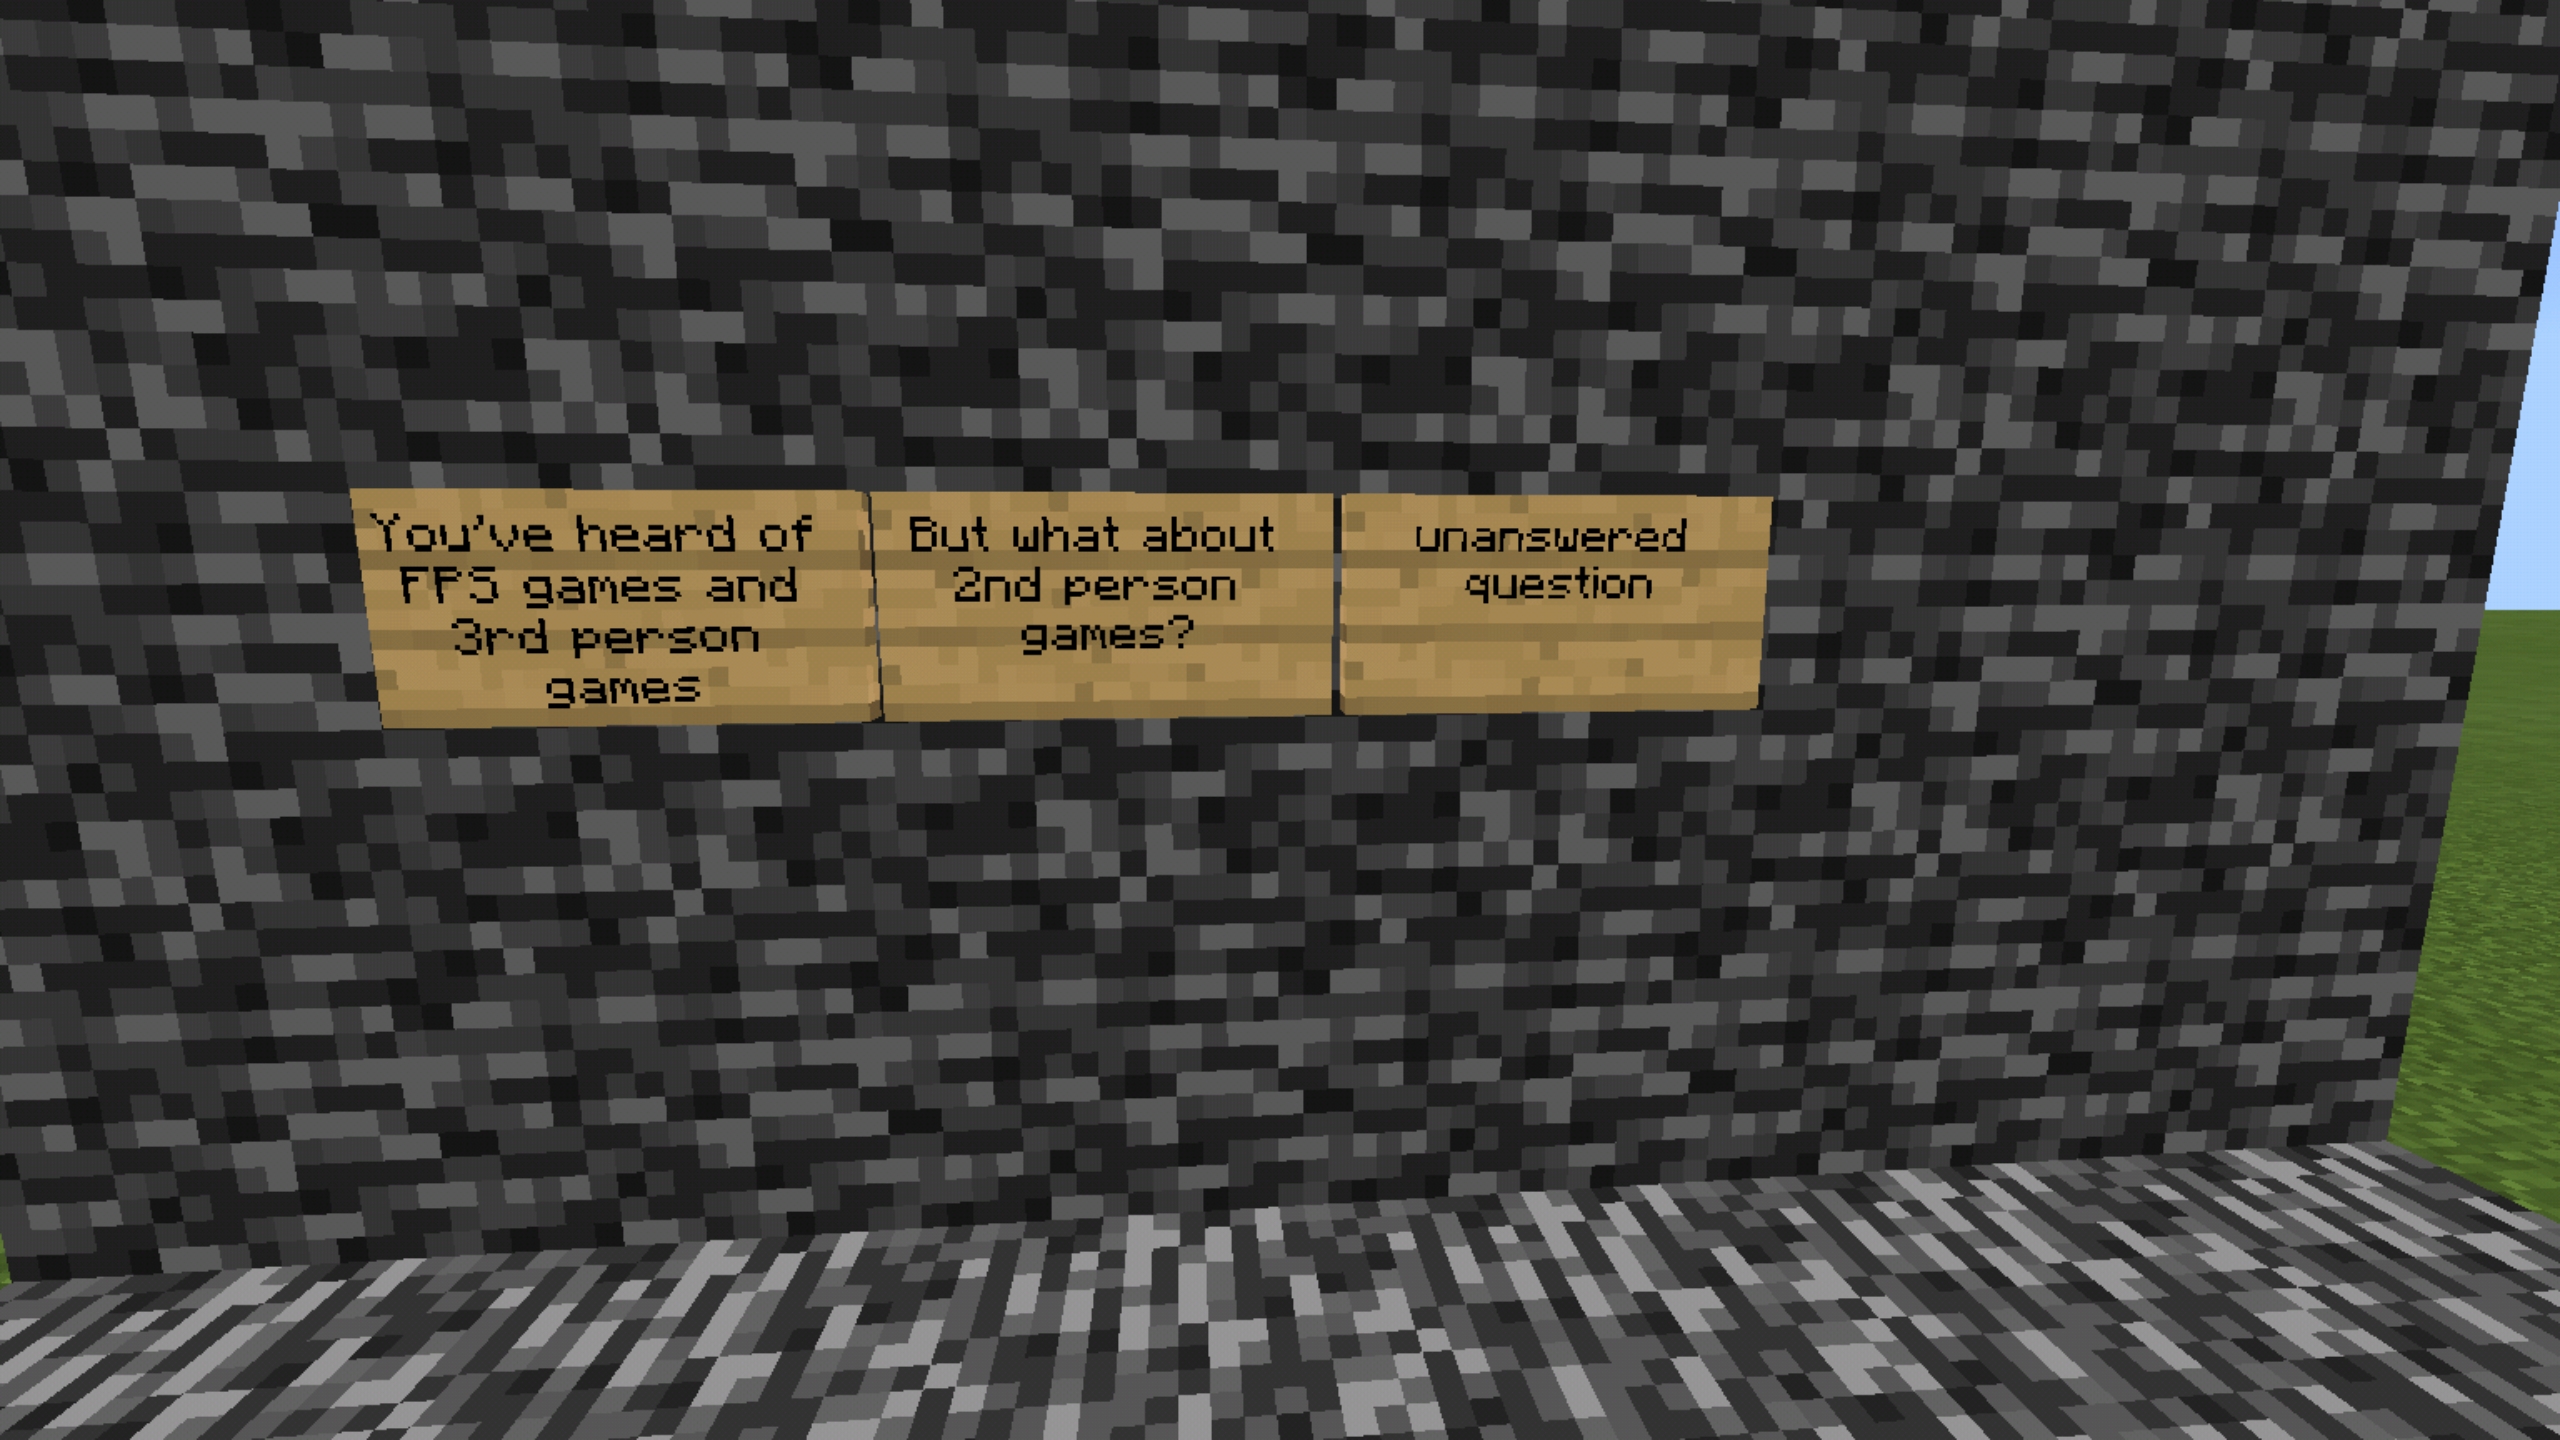 You've heard of
FPS games and
3rd person
games
But what about
2nd person
games?
unanswered
question